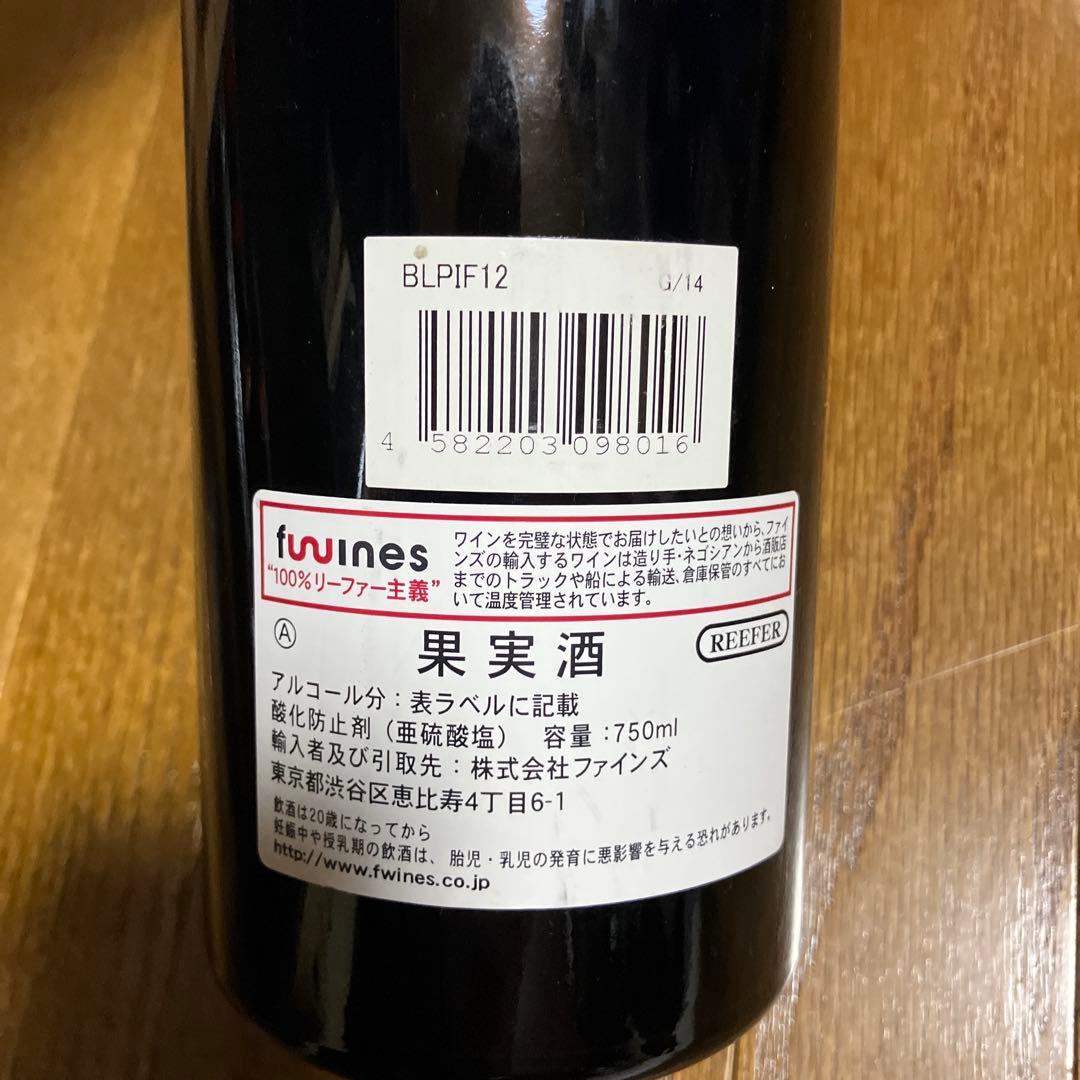 BLPIF12 G/14
4 582203 098016
fwines
"100%リーファー主義"
ワインを完璧な状態でお届けしたいとの想いから、ファイ
ンズの輸入するワインは造り手・ネゴシアンから酒販店
までのトラックや船による輸送、倉庫保管のすべてにお
いて温度管理されています。
Ⓐ 果実酒 REEFER
アルコール分：表ラベルに記載
酸化防止剤（亜硫酸塩） 容量：750ml
輸入者及び引取先：株式会社ファインズ
東京都渋谷区恵比寿4丁目6-1
飲酒は20歳になってから
妊娠中や授乳期の飲酒は、胎児・乳児の発育に悪影響を与える恐れがあります。
http://www.fwines.co.jp